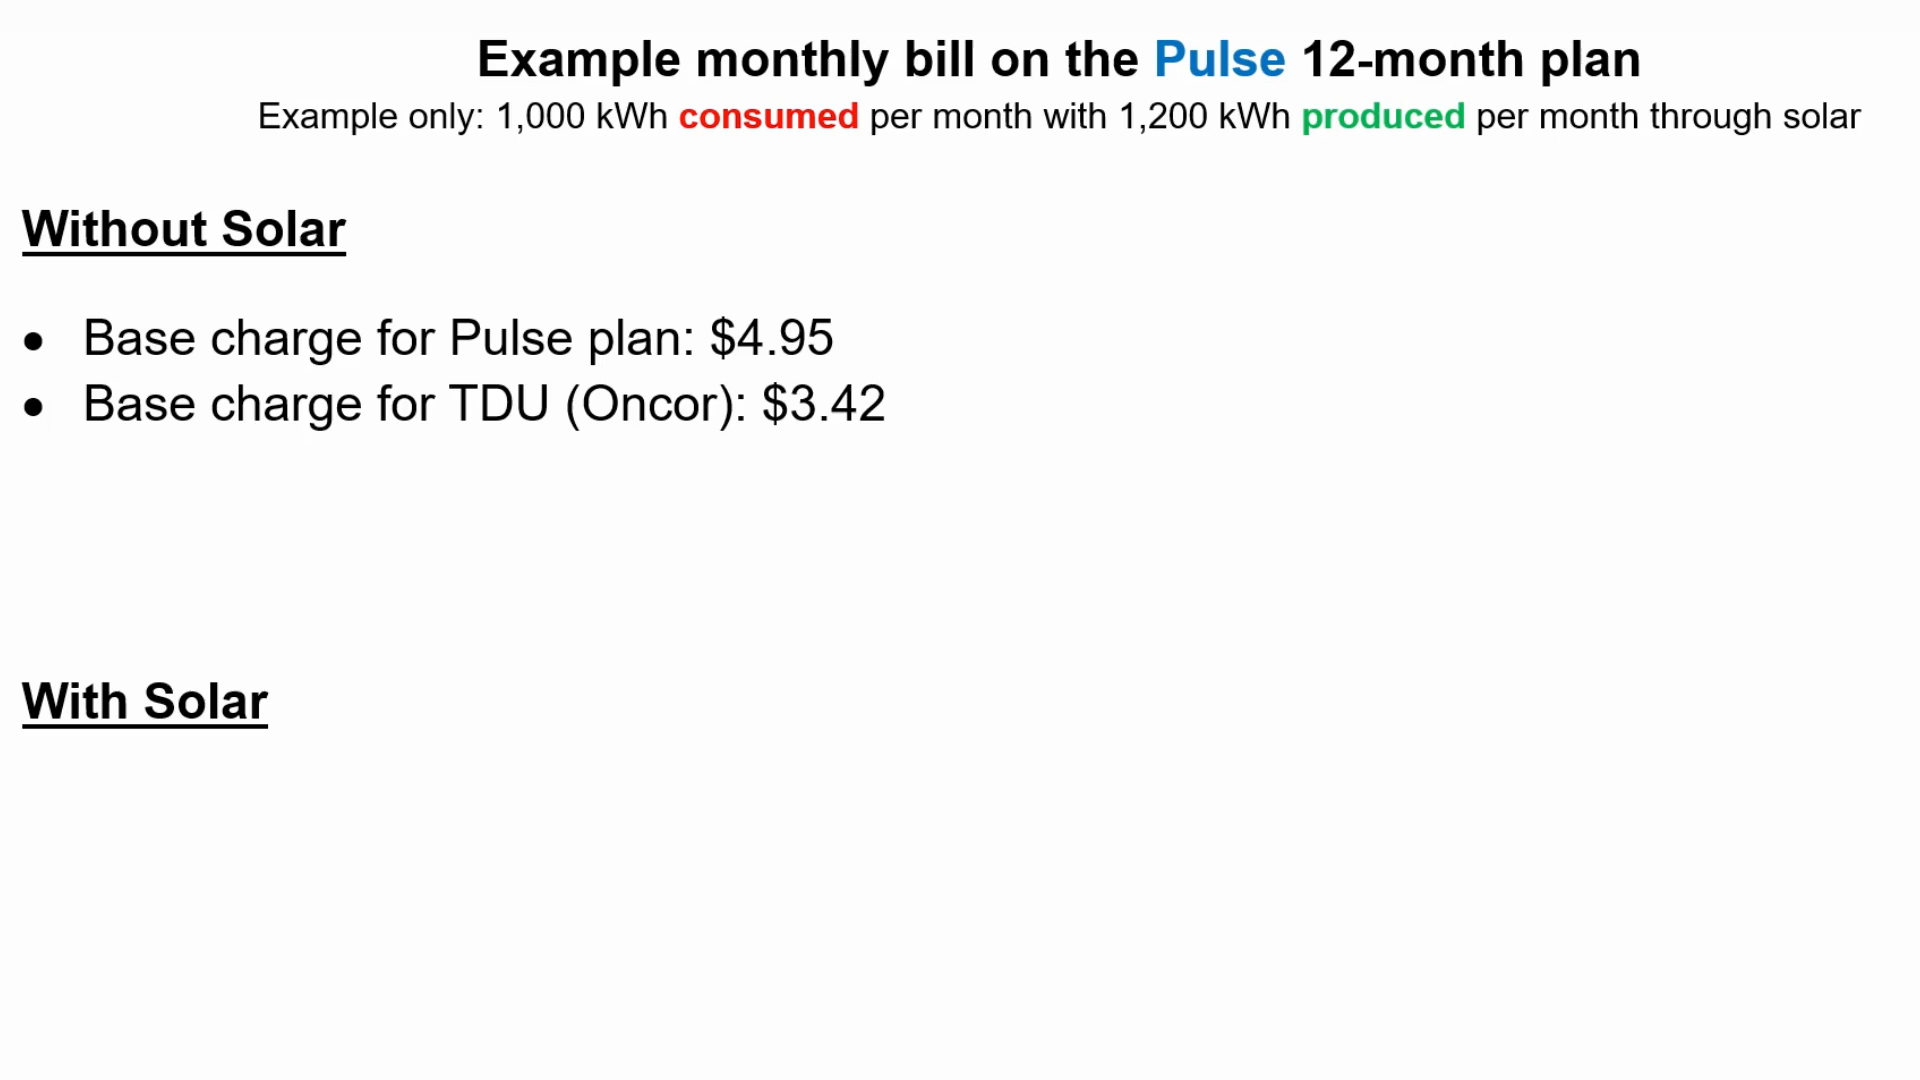 Example monthly bill on the Pulse 12-month plan
Example only: 1,000 kWh consumed per month with 1,200 kWh produced per month through solar
Without Solar
• Base charge for Pulse plan: $4.95
• Base charge for TDU (Oncor): $3.42
With Solar